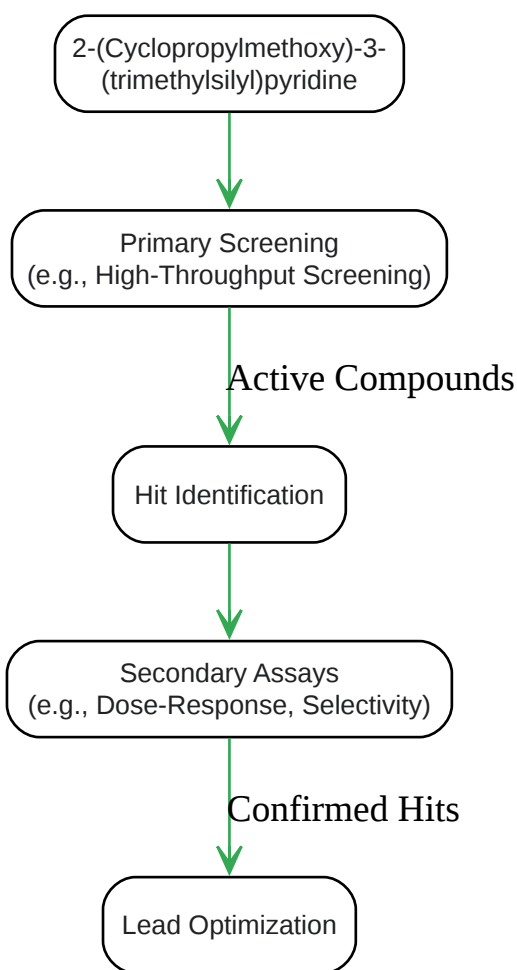 2-(Cyclopropylmethoxy)-3-
(trimethylsilyl)pyridine
Primary Screening
(e.g., High-Throughput Screening)
Active Compounds
Hit Identification
Secondary Assays
(e.g., Dose-Response, Selectivity)
Confirmed Hits
Lead Optimization